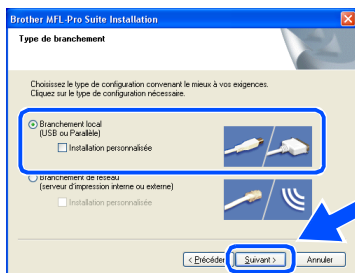 Brother MFL-Pro Suite Installation
Type de branchement
Choisissez le type de configuration convenant le mieux à vos exigences.
Cliquez sur le type de configuration nécessaire.
Branchement local
(USB ou Parallèle)
Installation personnalisée
Branchement de réseau
(serveur d'impression interne ou externe)
Installation personnalisée
< Précéder
Suivant >
Annuler